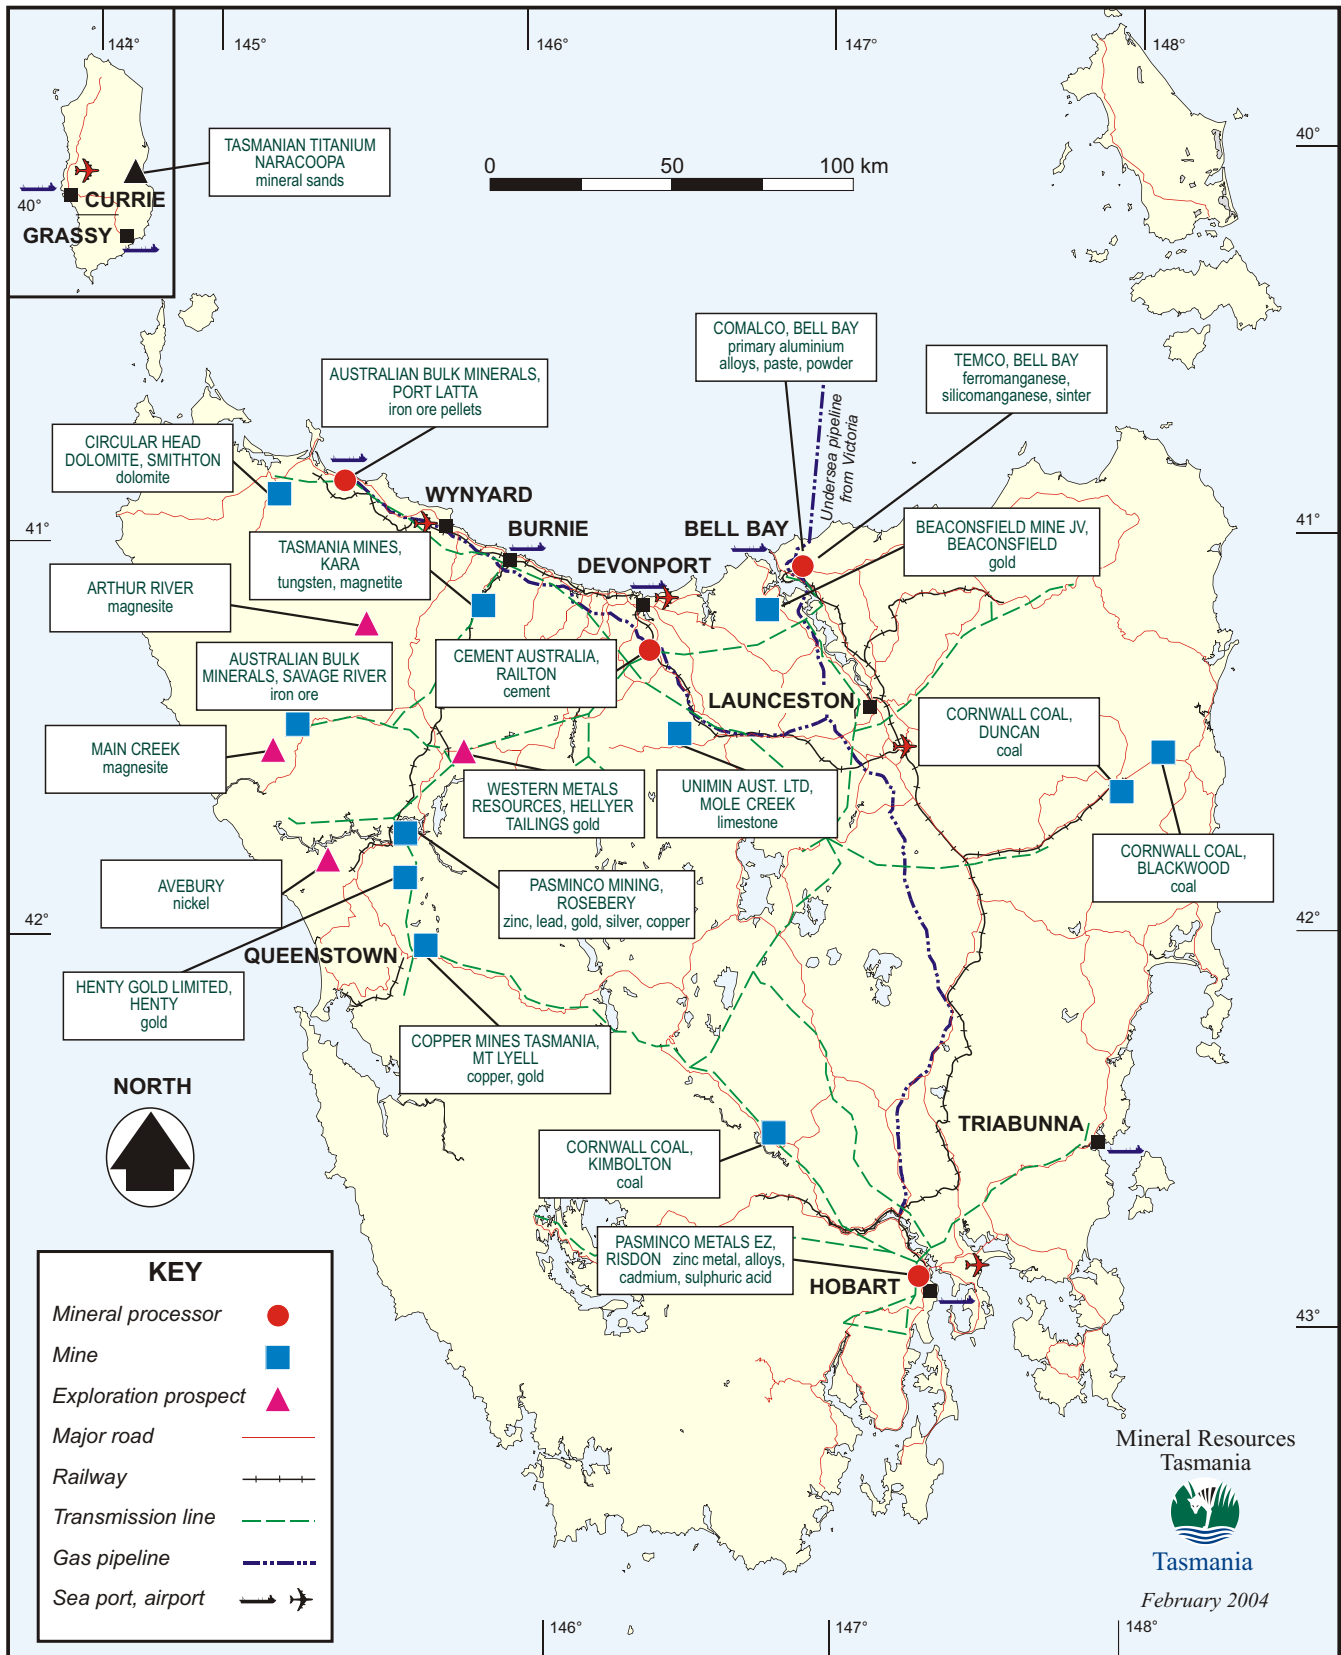 144°
145°
146°
147°
148°
40°
TASMANIAN TITANIUM
NARACOOPA
mineral sands
0 50 100 km
40°
CURRIE
GRASSY
COMALCO, BELL BAY
primary aluminium
alloys, paste, powder
TEMCO, BELL BAY
ferromanganese,
silicomanganese, sinter
AUSTRALIAN BULK MINERALS,
PORT LATTA
iron ore pellets
Undersea pipeline
from Victoria
CIRCULAR HEAD
DOLOMITE, SMITHTON
dolomite
WYNYARD
BURNIE
BELL BAY
DEVONPORT
41°
41°
BEACONSFIELD MINE JV,
BEACONSFIELD
gold
TASMANIA MINES,
KARA
tungsten, magnetite
ARTHUR RIVER
magnesite
AUSTRALIAN BULK
MINERALS, SAVAGE RIVER
iron ore
CEMENT AUSTRALIA,
RAILTON
cement
LAUNCESTON
CORNWALL COAL,
DUNCAN
coal
MAIN CREEK
magnesite
WESTERN METALS
RESOURCES, HELLYER
TAILINGS gold
UNIMIN AUST. LTD,
MOLE CREEK
limestone
CORNWALL COAL,
BLACKWOOD
coal
AVEBURY
nickel
PASMINCO MINING,
ROSEBERY
zinc, lead, gold, silver, copper
42°
42°
QUEENSTOWN
HENTY GOLD LIMITED,
HENTY
gold
COPPER MINES TASMANIA,
MT LYELL
copper, gold
NORTH
TRIABUNNA
CORNWALL COAL,
KIMBOLTON
coal
PASMINCO METALS EZ,
RISDON zinc metal, alloys,
cadmium, sulphuric acid
HOBART
43°
KEY
Mineral processor
Mine
Exploration prospect
Major road
Railway
Transmission line
Gas pipeline
Sea port, airport
Mineral Resources
Tasmania
Tasmania
February 2004
146°
147°
148°